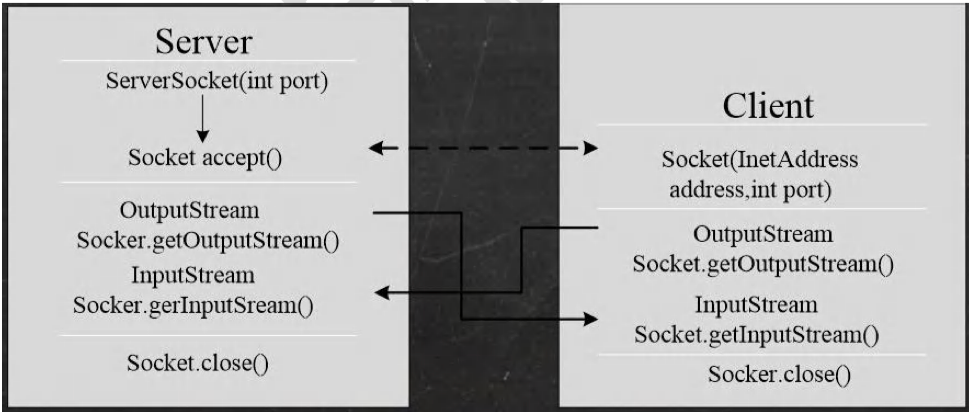 Server
ServerSocket(int port)
Socket accept()
OutputStream
Socker.getOutputStream()
InputStream
Socker.gerInputSream()
Socket.close()
Client
Socket(InetAddress
address,int port)
OutputStream
Socket.getOutputStream()
InputStream
Socket.getInputStream()
Socker.close()